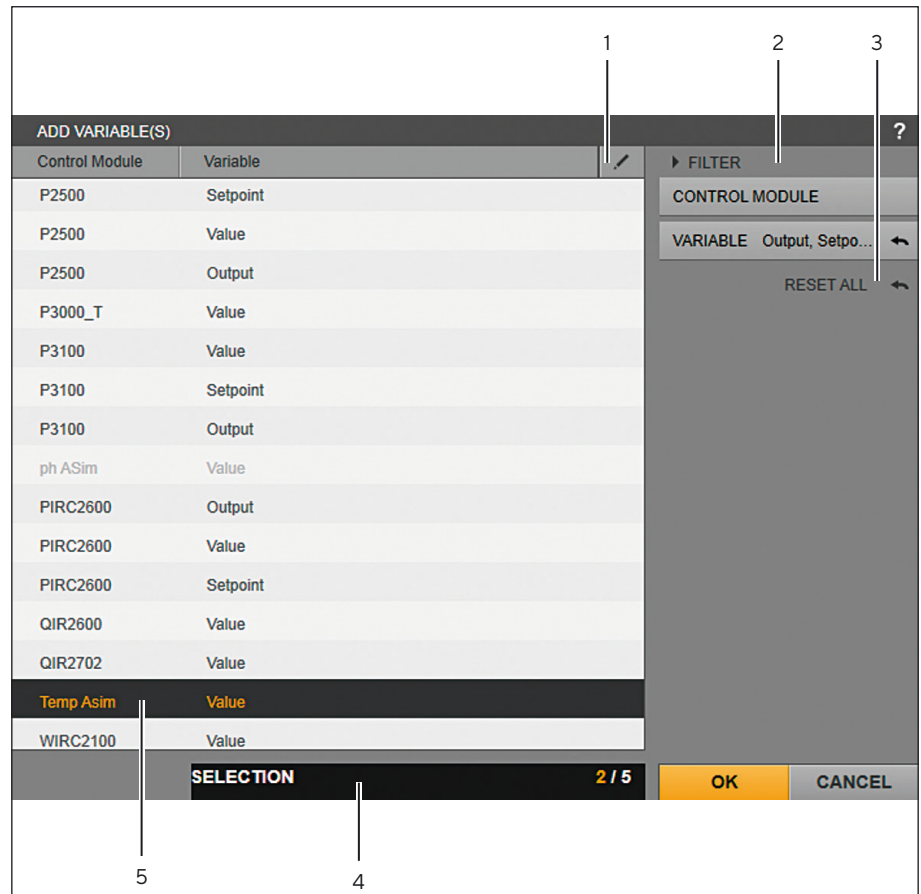 1 2 3
ADD VARIABLE(S) ?
Control Module Variable
FILTER
P2500 Setpoint
CONTROL MODULE
P2500 Value
VARIABLE Output, Setpo...
P2500 Output
RESET ALL
P3000_T Value
P3100 Value
P3100 Setpoint
P3100 Output
ph ASim Value
PIRC2600 Output
PIRC2600 Value
PIRC2600 Setpoint
QIR2600 Value
QIR2702 Value
Temp Asim Value
WIRC2100 Value
SELECTION 2 / 5
OK CANCEL
5 4